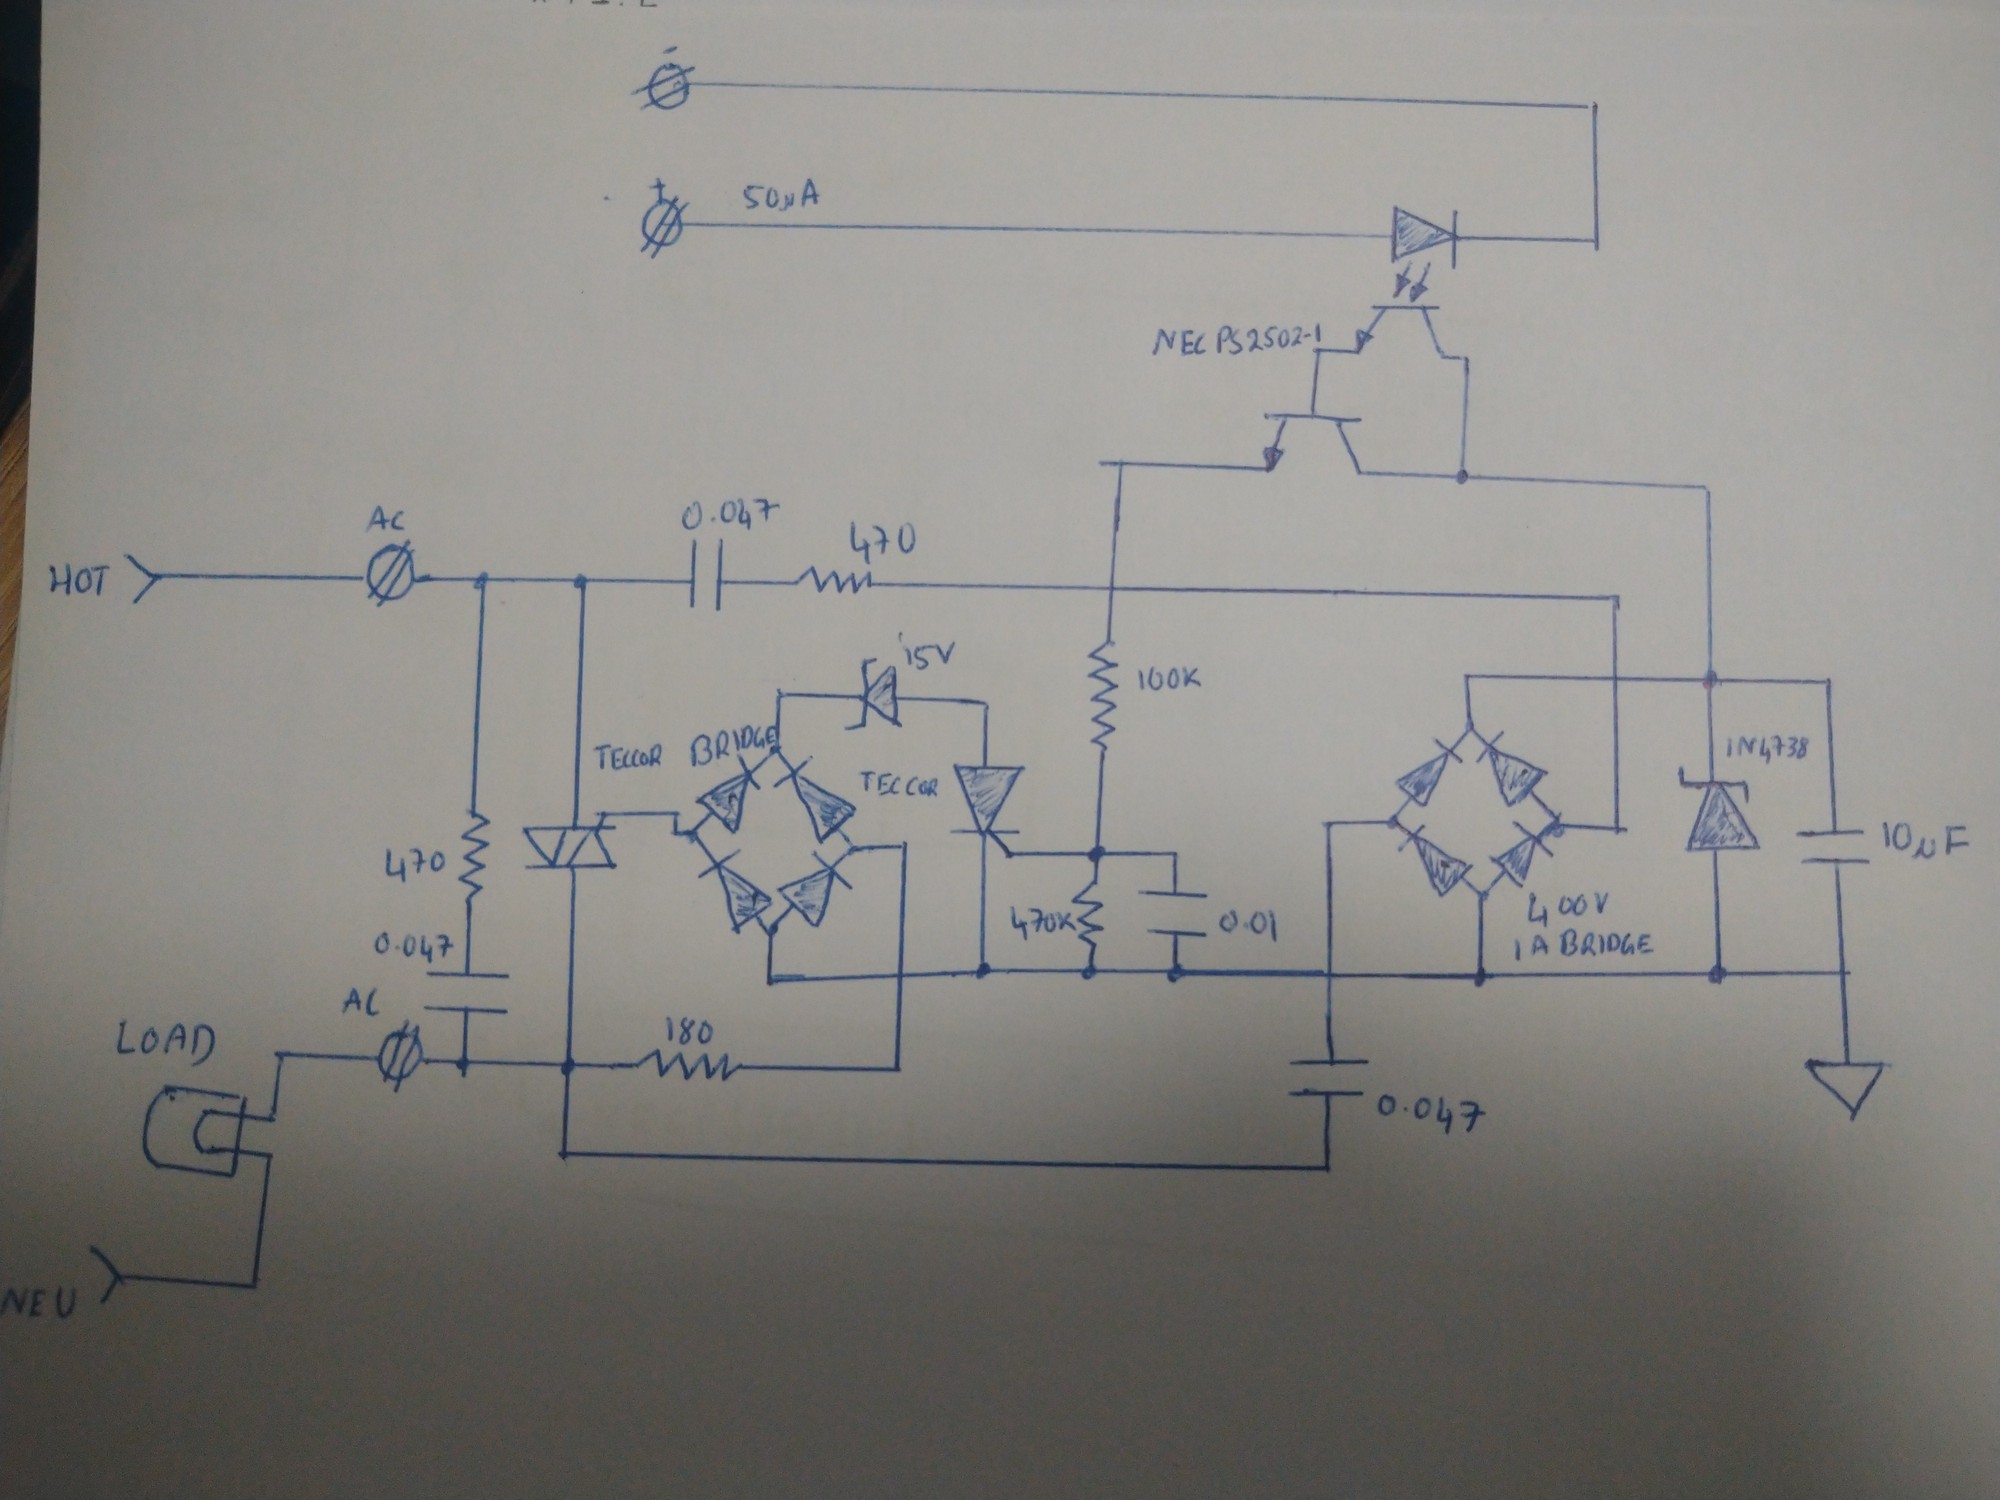 -
+
50µA
NEC PS2502-1
AC
0.047
470
HOT
15V
100K
TECCOR BRIDGE
TECCOR
1N4738
470
10µF
470K
0.01
400V
1A BRIDGE
0.047
AC
LOAD
180
0.047
NEU